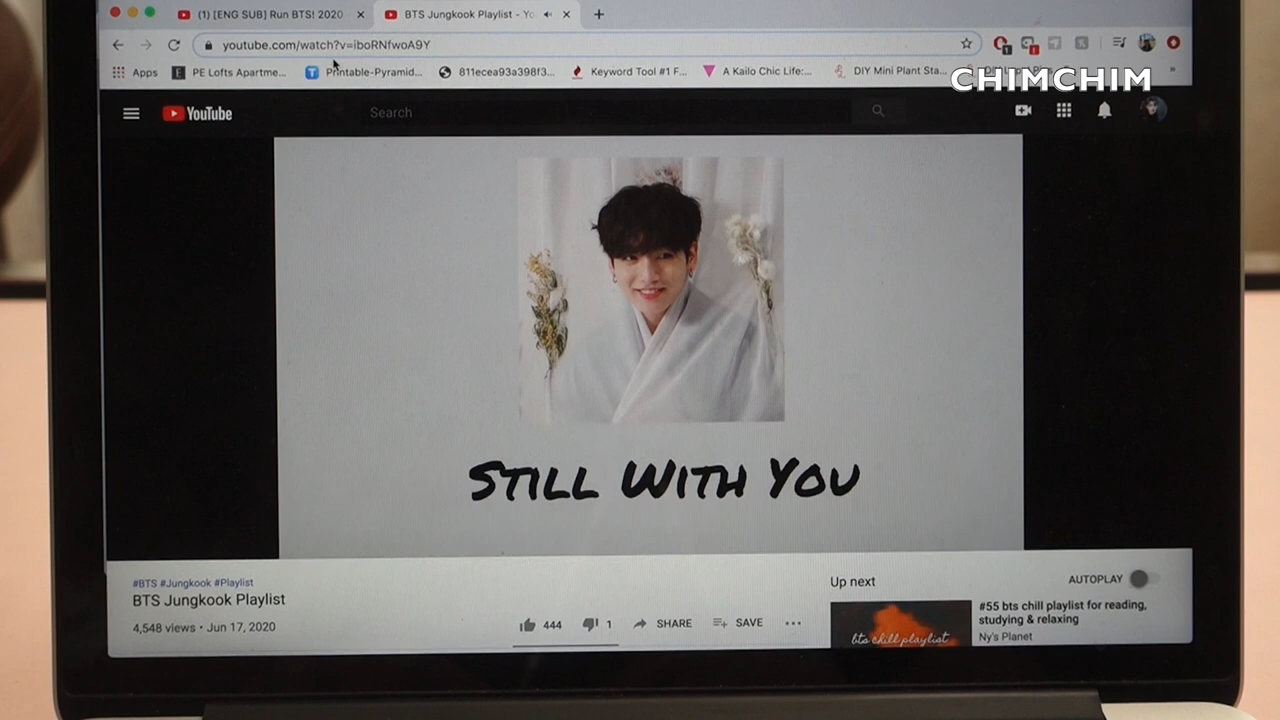 (1) [ENG SUB] Run BTS! 2020
BTS Jungkook Playlist - Yo
youtube.com/watch?v=iboRNfwoA9Y
Apps
PE Lofts Apartme...
Printable-Pyramid...
811ecea93a398f3...
Keyword Tool #1 F...
A Kailo Chic Life:...
DIY Mini Plant Sta...
CHIMCHIM
YouTube
Search
STILL WITH YOU
#BTS #Jungkook #Playlist
BTS Jungkook Playlist
4,548 views • Jun 17, 2020
444
1
SHARE
SAVE
Up next
AUTOPLAY
bts chill playlist
#55 bts chill playlist for reading,
studying & relaxing
Ny's Planet